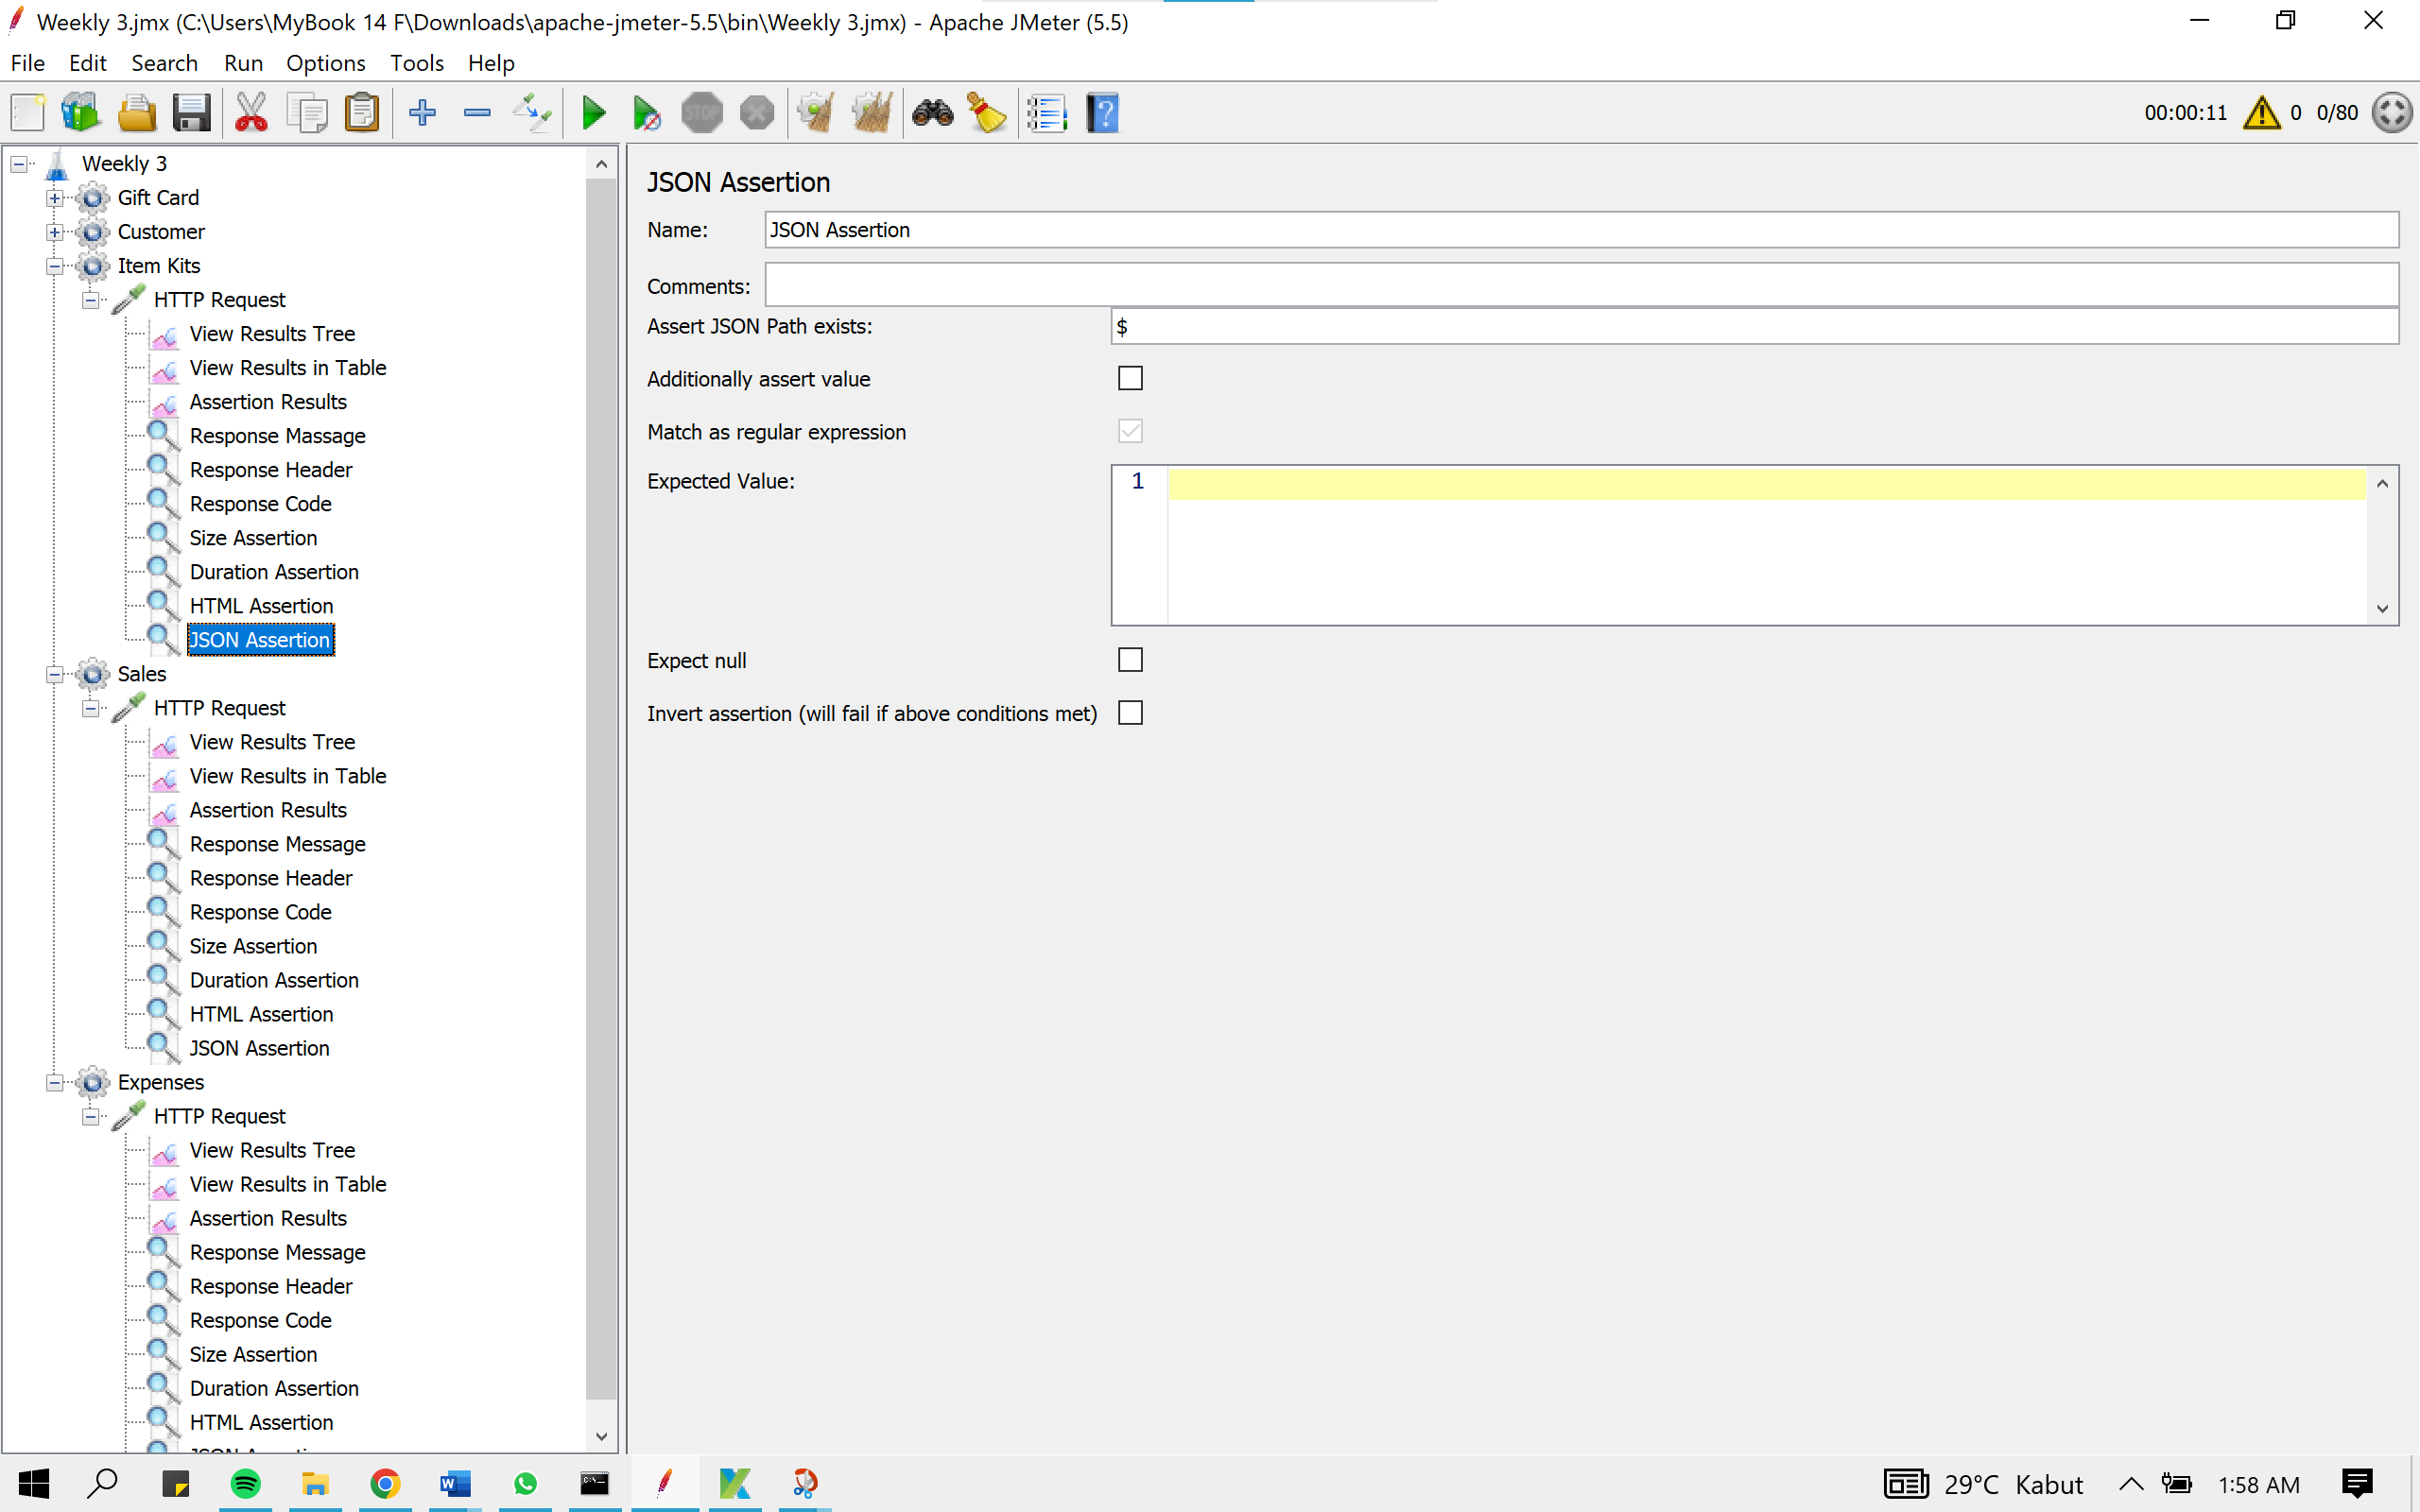 Weekly 3.jmx (C:\Users\MyBook 14 F\Downloads\apache-jmeter-5.5\bin\Weekly 3.jmx) - Apache JMeter (5.5)
File Edit Search Run Options Tools Help
STOP
00:00:11 0 0/80
Weekly 3
Gift Card
Customer
Item Kits
HTTP Request
View Results Tree
View Results in Table
Assertion Results
Response Massage
Response Header
Response Code
Size Assertion
Duration Assertion
HTML Assertion
JSON Assertion
Sales
HTTP Request
View Results Tree
View Results in Table
Assertion Results
Response Message
Response Header
Response Code
Size Assertion
Duration Assertion
HTML Assertion
JSON Assertion
Expenses
HTTP Request
View Results Tree
View Results in Table
Assertion Results
Response Message
Response Header
Response Code
Size Assertion
Duration Assertion
HTML Assertion
JSON Assertion
Name: JSON Assertion
Comments:
Assert JSON Path exists: $
Additionally assert value
Match as regular expression
Expected Value: 1
Expect null
Invert assertion (will fail if above conditions met)
29°C Kabut 1:58 AM